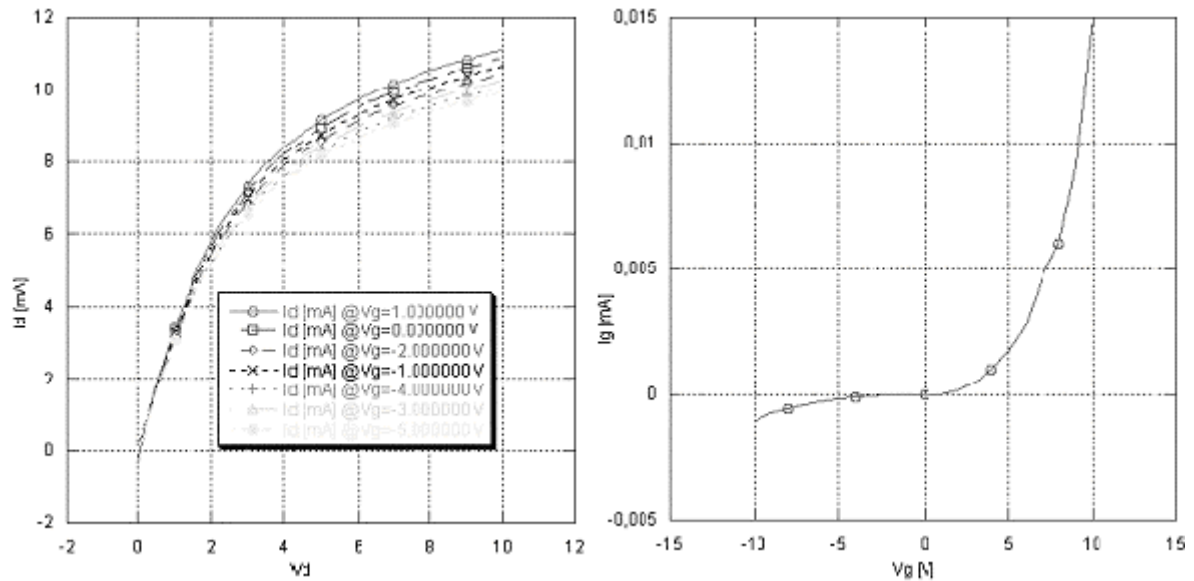 12
10
8
6
4
2
0
-2
Id [mA]
-2 0 2 4 6 8 10 12
Vd
Id [mA] @Vg=1.000000 V
Id [mA] @Vg=0.000000 V
Id [mA] @Vg=-2.000000 V
Id [mA] @Vg=-1.000000 V
Id [mA] @Vg=-4.000000 V
Id [mA] @Vg=-3.000000 V
Id [mA] @Vg=-5.000000 V
0,015
0,01
0,005
0
-0,005
Ig [mA]
-15 -10 -5 0 5 10 15
Vg [V]